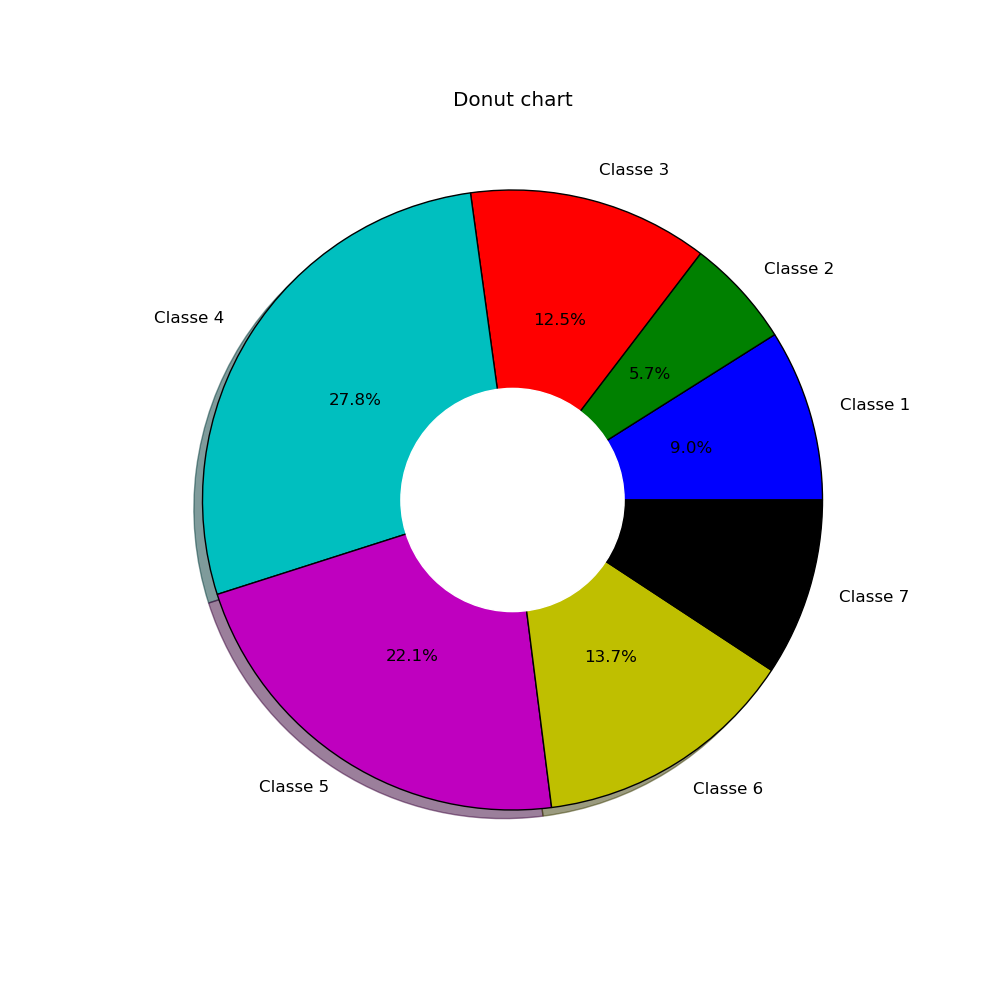 Donut chart
Classe 3
Classe 2
Classe 4
12.5%
5.7%
27.8%
Classe 1
9.0%
Classe 7
22.1%
13.7%
Classe 5
Classe 6